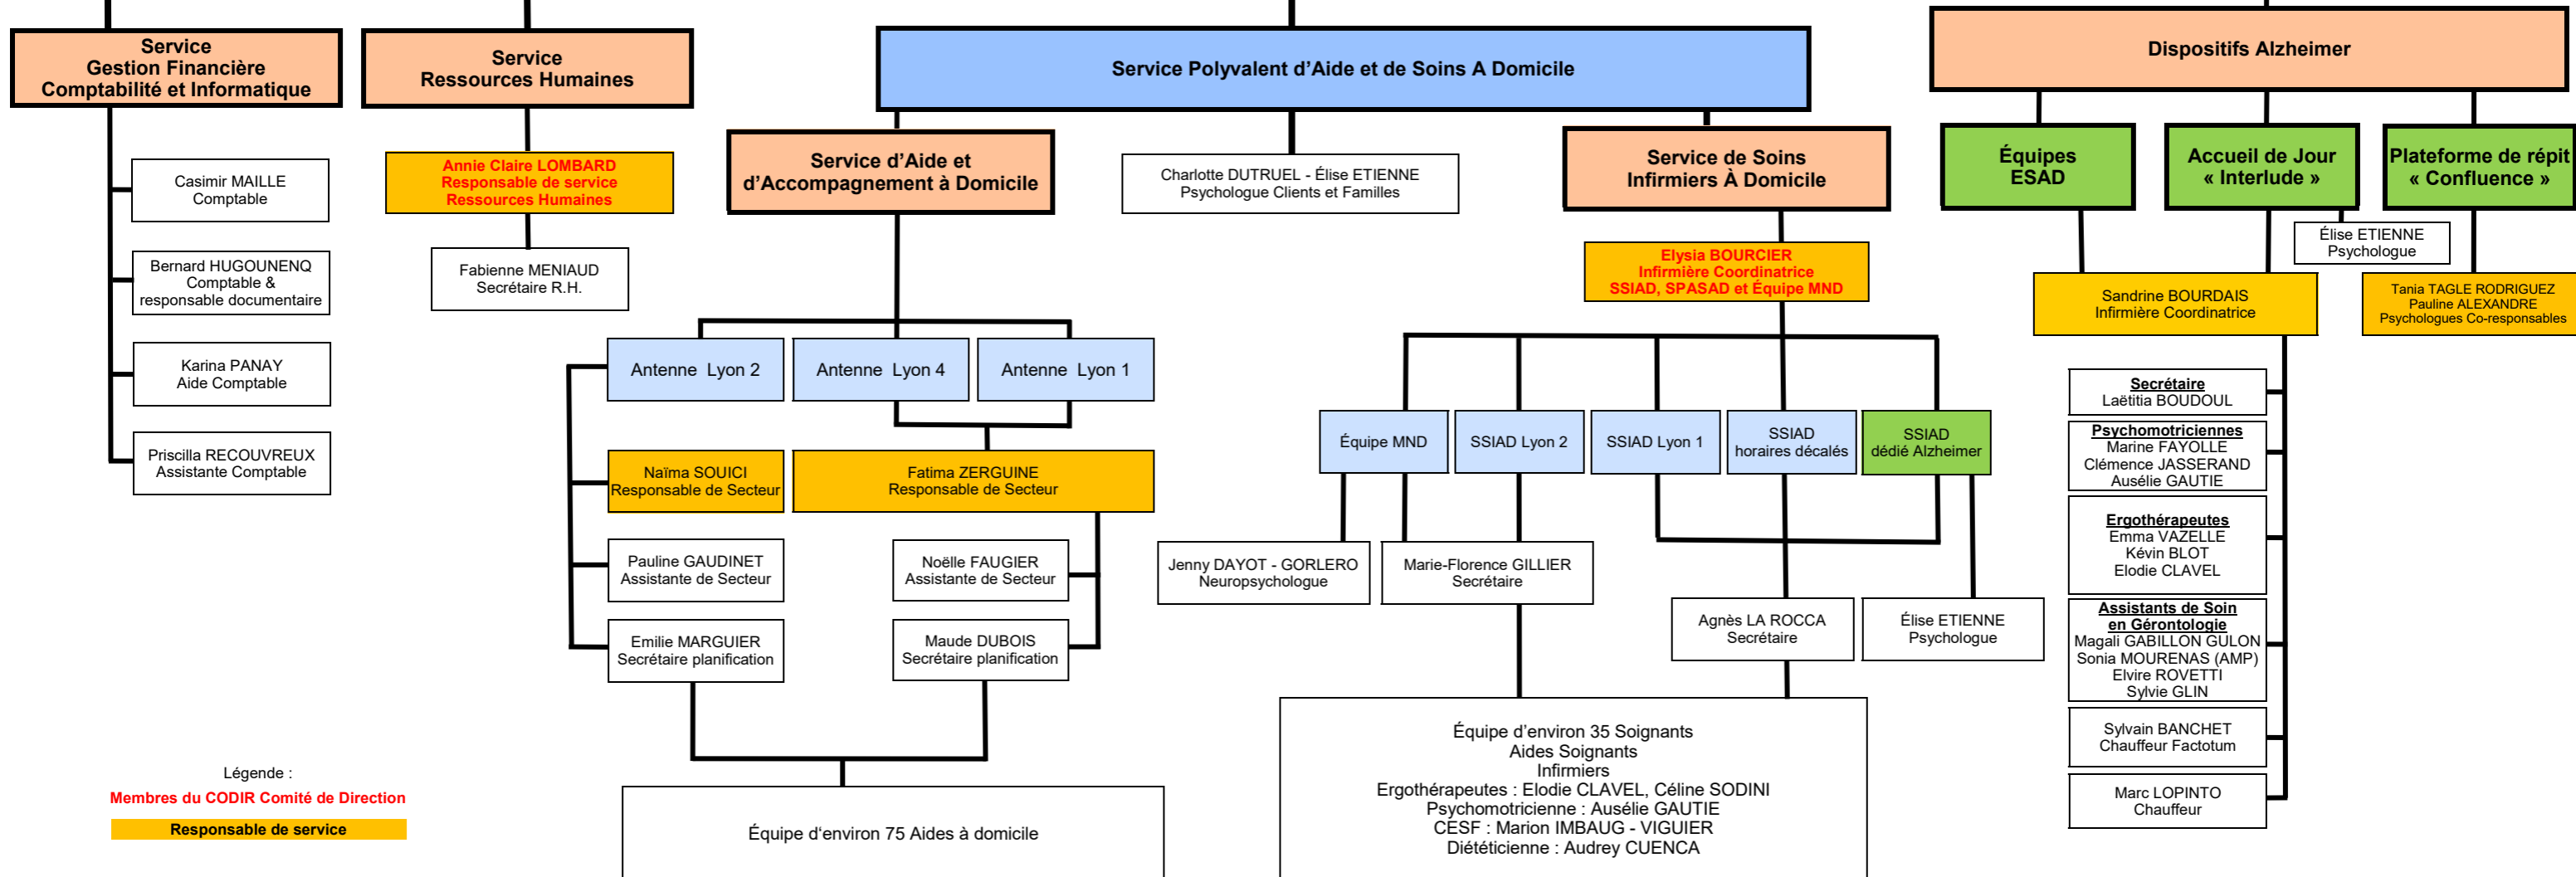 Service
Gestion Financière
Comptabilité et Informatique
Casimir MAILLE
Comptable
Bernard HUGOUNENQ
Comptable &
responsable documentaire
Karina PANAY
Aide Comptable
Priscilla RECOUVREUX
Assistante Comptable
Service
Ressources Humaines
Annie Claire LOMBARD
Responsable de service
Ressources Humaines
Fabienne MENIAUD
Secrétaire R.H.
Service Polyvalent d’Aide et de Soins A Domicile
Service d'Aide et
d’Accompagnement à Domicile
Antenne Lyon 2
Antenne Lyon 4
Antenne Lyon 1
Naïma SOUICI
Responsable de Secteur
Fatima ZERGUINE
Responsable de Secteur
Pauline GAUDINET
Assistante de Secteur
Noëlle FAUGIER
Assistante de Secteur
Emilie MARGUIER
Secrétaire planification
Maude DUBOIS
Secrétaire planification
Équipe d‘environ 75 Aides à domicile
Charlotte DUTRUEL - Élise ETIENNE
Psychologue Clients et Familles
Service de Soins
Infirmiers À Domicile
Elysia BOURCIER
Infirmière Coordinatrice
SSIAD, SPASAD et Équipe MND
Équipe MND
SSIAD Lyon 2
SSIAD Lyon 1
SSIAD
horaires décalés
SSIAD
dédié Alzheimer
Jenny DAYOT - GORLERO
Neuropsychologue
Marie-Florence GILLIER
Secrétaire
Agnès LA ROCCA
Secrétaire
Élise ETIENNE
Psychologue
Équipe d’environ 35 Soignants
Aides Soignants
Infirmiers
Ergothérapeutes : Elodie CLAVEL, Céline SODINI
Psychomotricienne : Ausélie GAUTIE
CESF : Marion IMBAUG - VIGUIER
Diététicienne : Audrey CUENCA
Dispositifs Alzheimer
Équipes
ESAD
Accueil de Jour
« Interlude »
Plateforme de répit
« Confluence »
Élise ETIENNE
Psychologue
Sandrine BOURDAIS
Infirmière Coordinatrice
Tania TAGLE RODRIGUEZ
Pauline ALEXANDRE
Psychologues Co-responsables
Secrétaire
Laëtitia BOUDOUL
Psychomotriciennes
Marine FAYOLLE
Clémence JASSERAND
Ausélie GAUTIE
Ergothérapeutes
Emma VAZELLE
Kévin BLOT
Elodie CLAVEL
Assistants de Soin
en Gérontologie
Magali GABILLON GULON
Sonia MOURENAS (AMP)
Elvire ROVETTI
Sylvie GLIN
Sylvain BANCHET
Chauffeur Factotum
Marc LOPINTO
Chauffeur
Légende :
Membres du CODIR Comité de Direction
Responsable de service